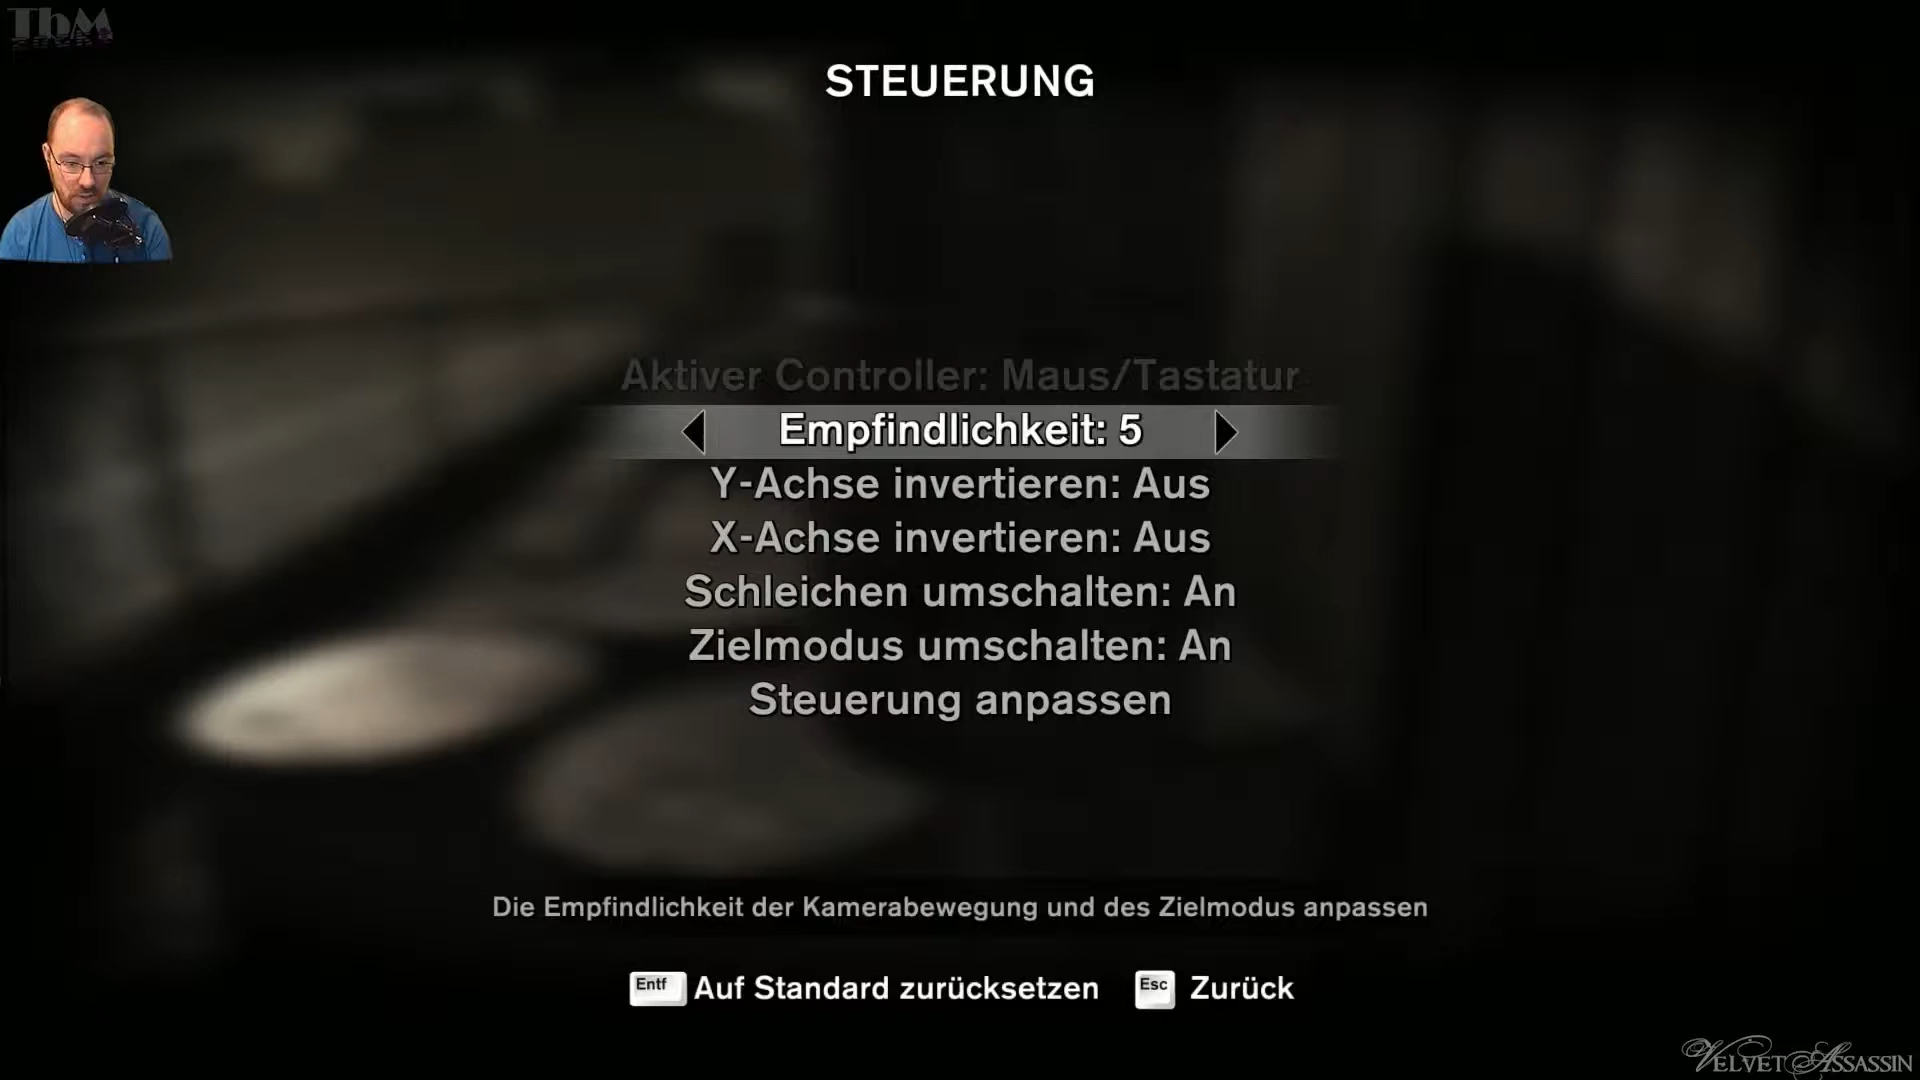 TbM
STEUERUNG
Aktiver Controller: Maus/Tastatur
Empfindlichkeit: 5
Y-Achse invertieren: Aus
X-Achse invertieren: Aus
Schleichen umschalten: An
Zielmodus umschalten: An
Steuerung anpassen
Die Empfindlichkeit der Kamerabewegung und des Zielmodus anpassen
Entf Auf Standard zurücksetzen Esc Zurück
VELVET ASSASSIN